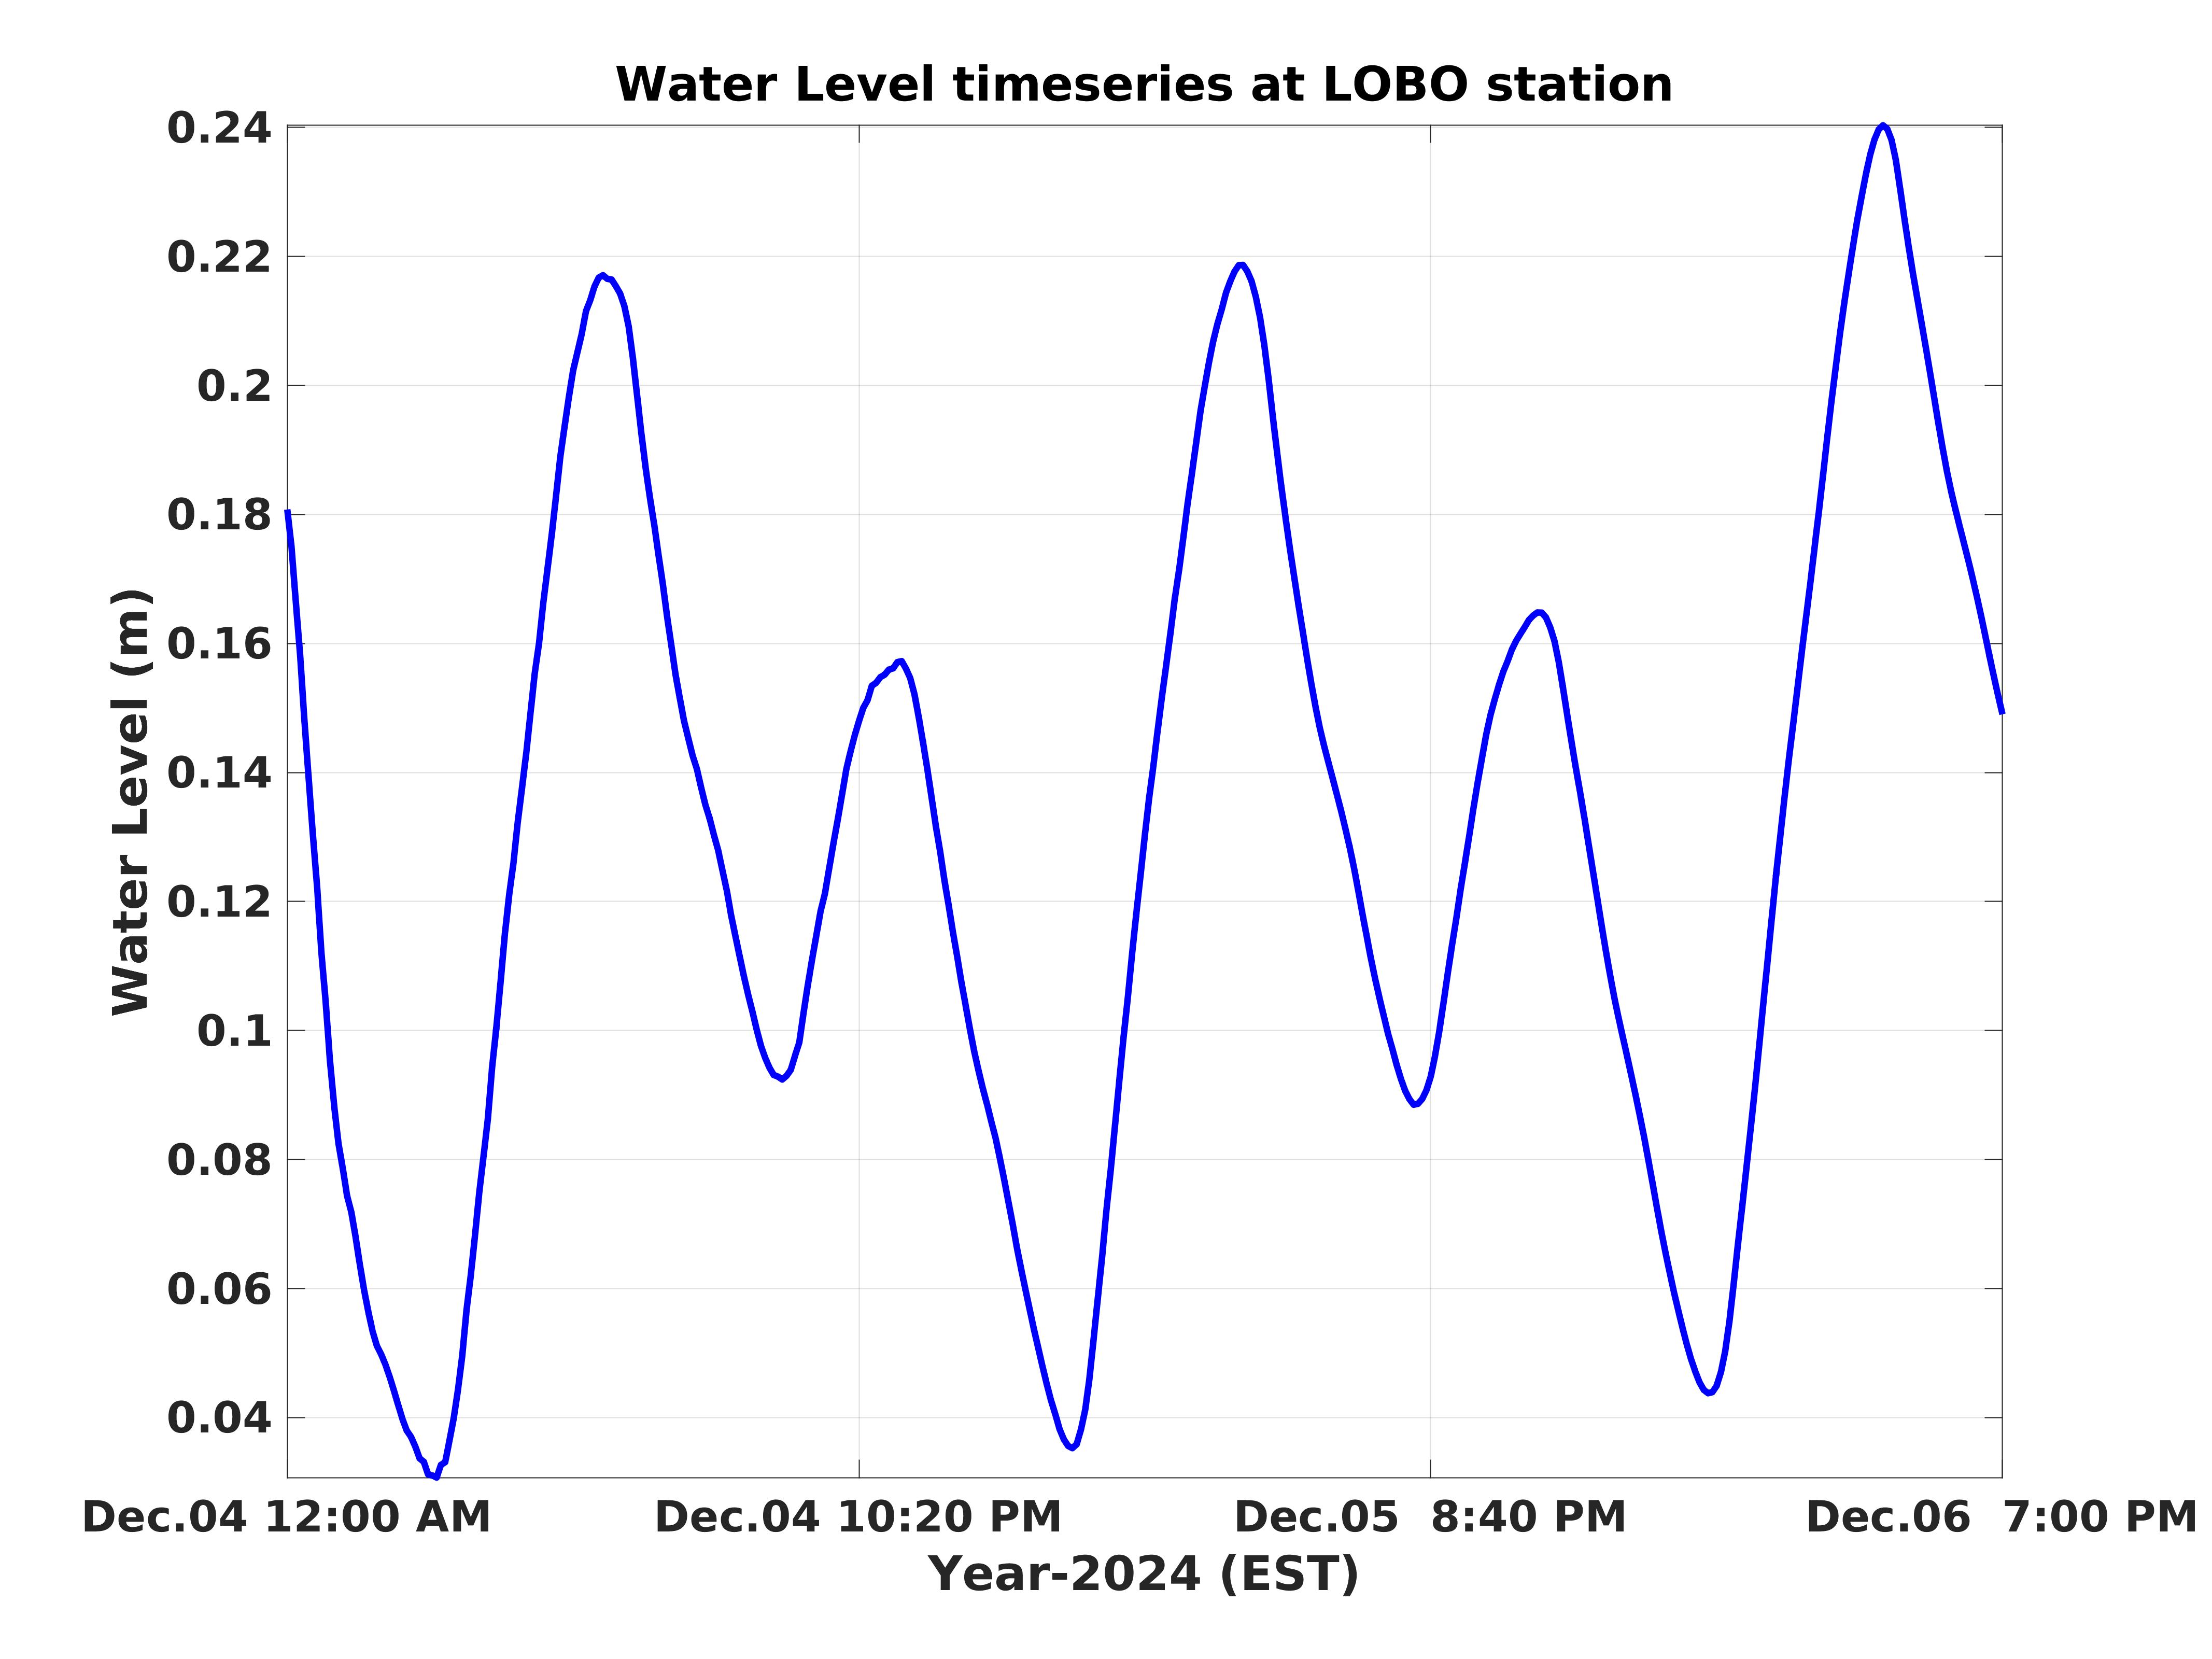 Water Level timeseries at LOBO station
0.24
0.22
0.2
0.18
0.16
0.14
0.12
0.1
0.08
0.06
0.04
Water Level (m)
Dec.04 12:00 AM Dec.04 10:20 PM Dec.05 8:40 PM Dec.06 7:00 PM
Year-2024 (EST)